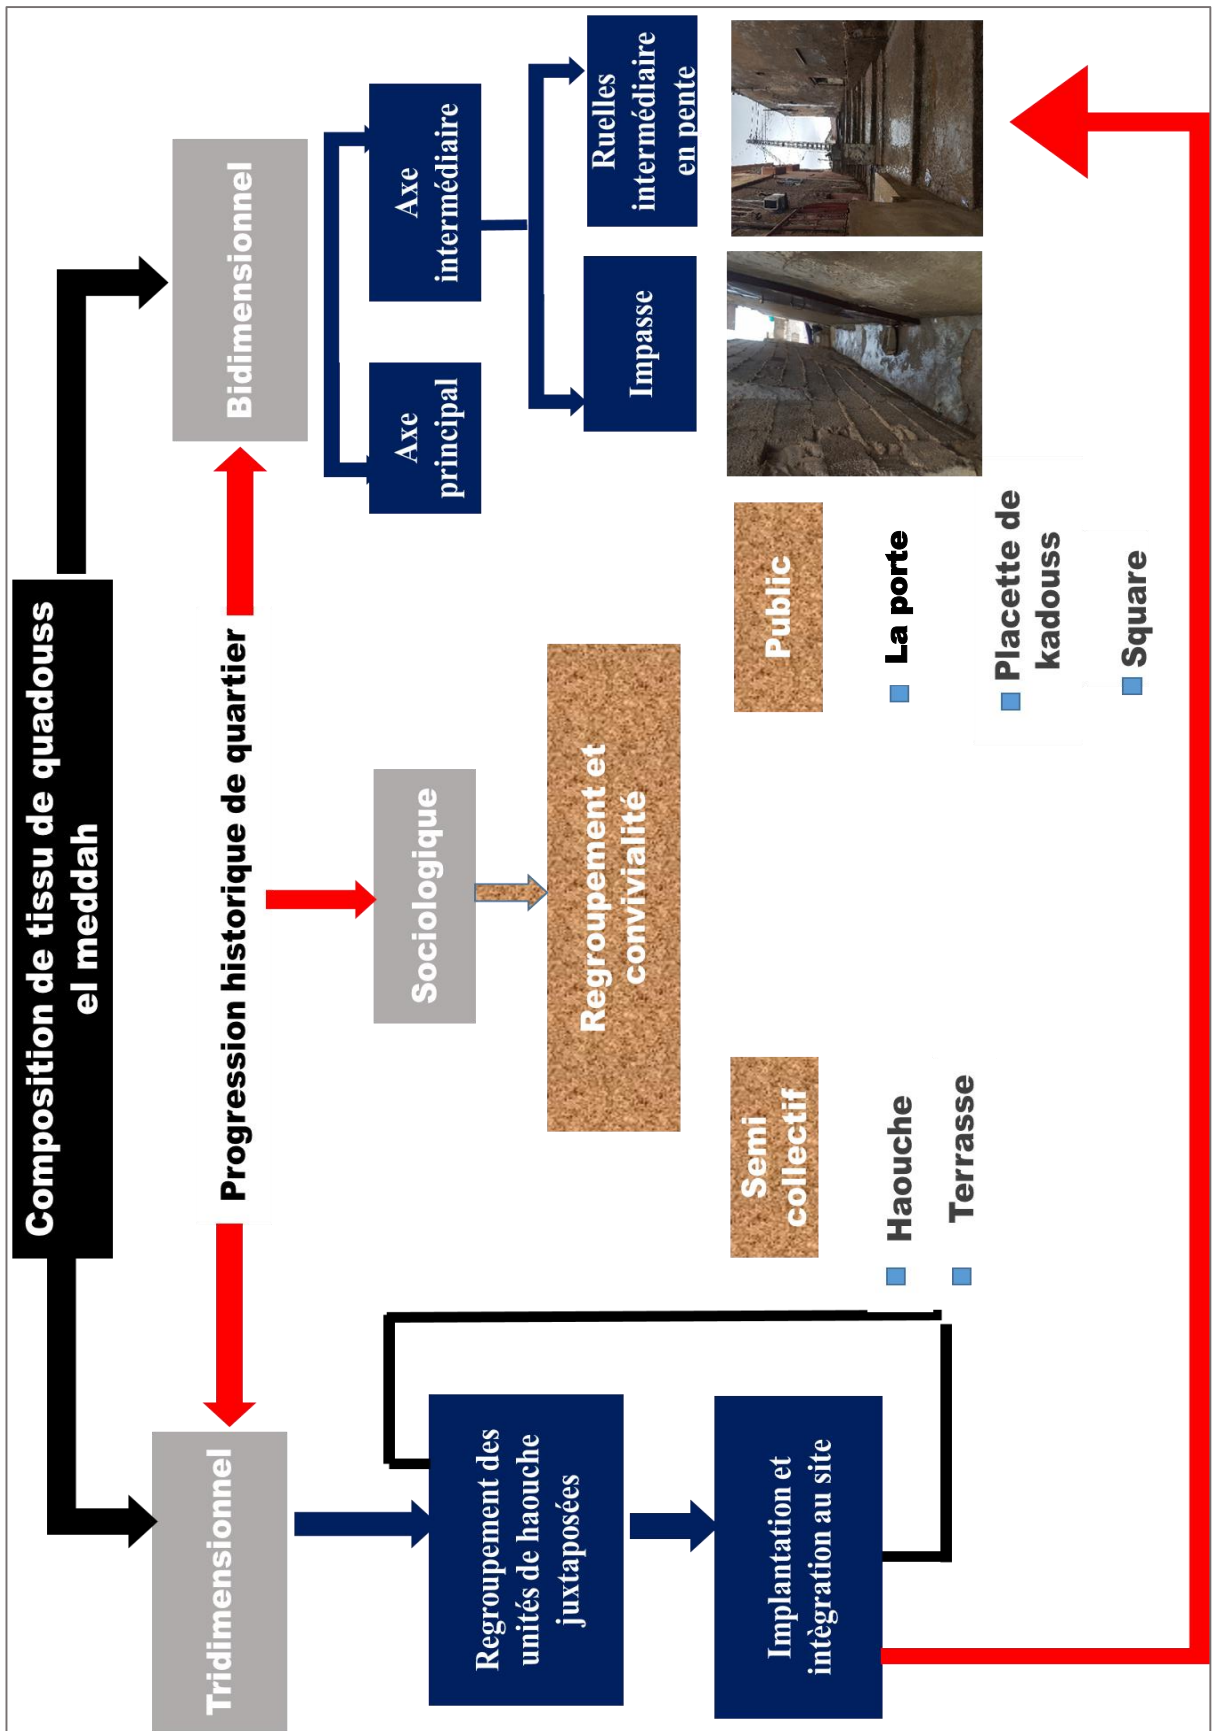 Composition de tissu de quadouss
el meddah
Progression historique de quartier
Tridimensionnel
Sociologique
Bidimensionnel
Regroupement des
unités de haouche
juxtaposées
Implantation et
intègration au site
Regroupement et
convivialité
Semi
collectif
Haouche
Terrasse
Public
La porte
Placette de
kadouss
Square
Axe
principal
Axe
intermédiaire
Impasse
Ruelles
intermédiaire
en pente